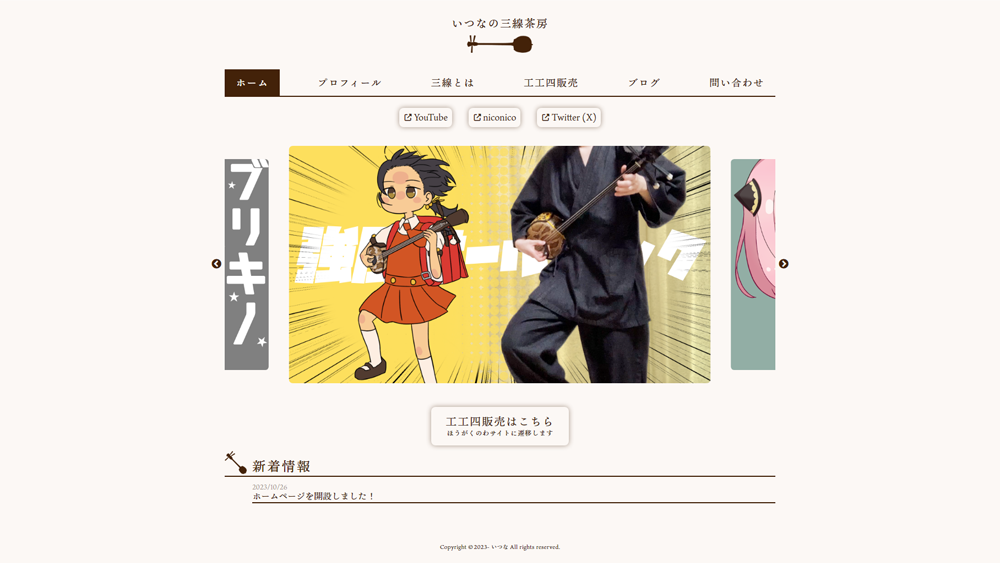 いつなの三線茶房
ホーム
プロフィール
三線とは
工工四販売
ブログ
問い合わせ
YouTube
niconico
Twitter (X)
ブリキノ
工工四販売はこちら
ほうがくのわサイトに遷移します
新着情報
2023/10/26
ホームページを開設しました！
Copyright © 2023- いつな All rights reserved.